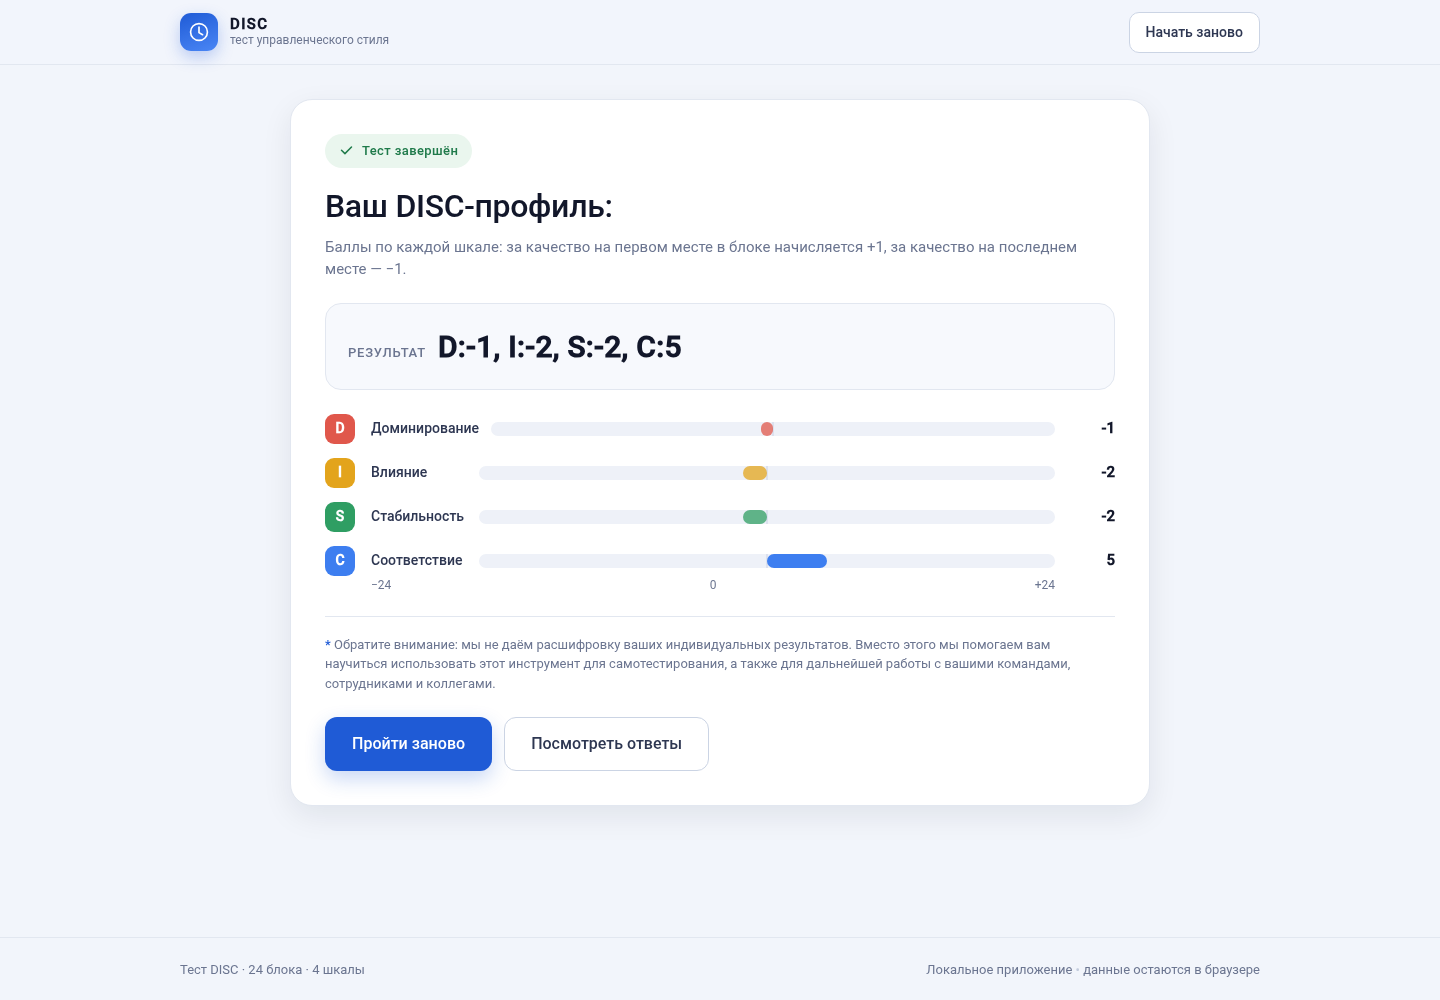 DISC
тест управленческого стиля
Начать заново
Тест завершён
Ваш DISC-профиль:
Баллы по каждой шкале: за качество на первом месте в блоке начисляется +1, за качество на последнем
месте — −1.
РЕЗУЛЬТАТ D:-1, I:-2, S:-2, C:5
D Доминирование -1
I Влияние -2
S Стабильность -2
C Соответствие 5
−24 0 +24
* Обратите внимание: мы не даём расшифровку ваших индивидуальных результатов. Вместо этого мы помогаем вам
научиться использовать этот инструмент для самотестирования, а также для дальнейшей работы с вашими командами,
сотрудниками и коллегами.
Пройти заново Посмотреть ответы
Тест DISC · 24 блока · 4 шкалы
Локальное приложение · данные остаются в браузере